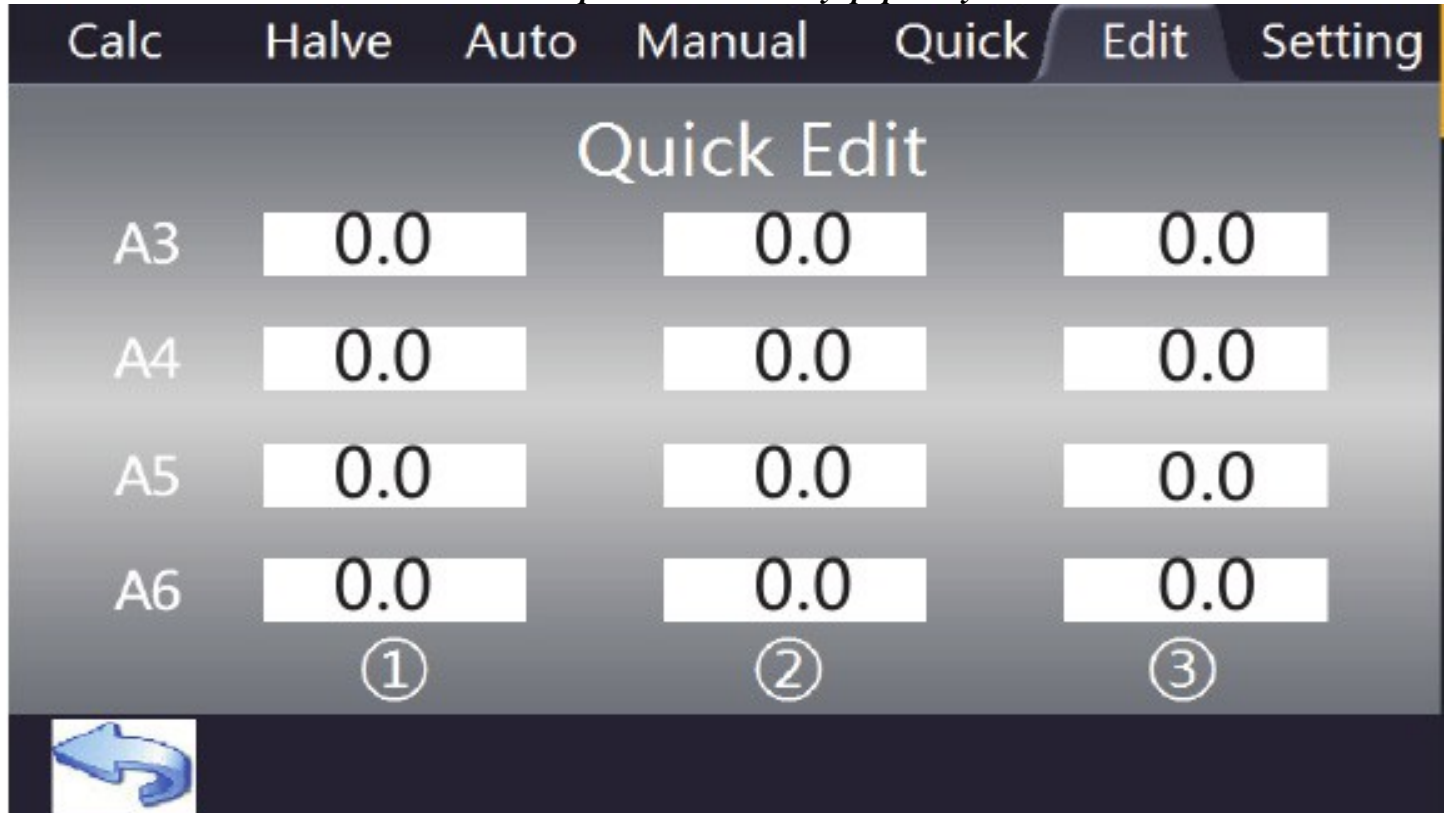 Calc Halve Auto Manual Quick Edit Setting
Quick Edit
A3 0.0 0.0 0.0
A4 0.0 0.0 0.0
A5 0.0 0.0 0.0
A6 0.0 0.0 0.0
① ② ③